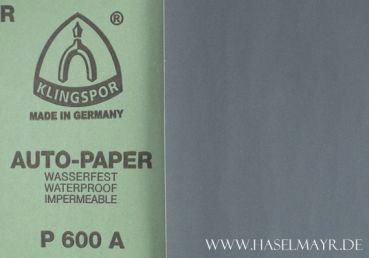 R
®
KLINGSPOR
MADE IN GERMANY
AUTO-PAPER
WASSERFEST
WATERPROOF
IMPERMEABLE
P 600 A
WWW.HASELMAYR.DE